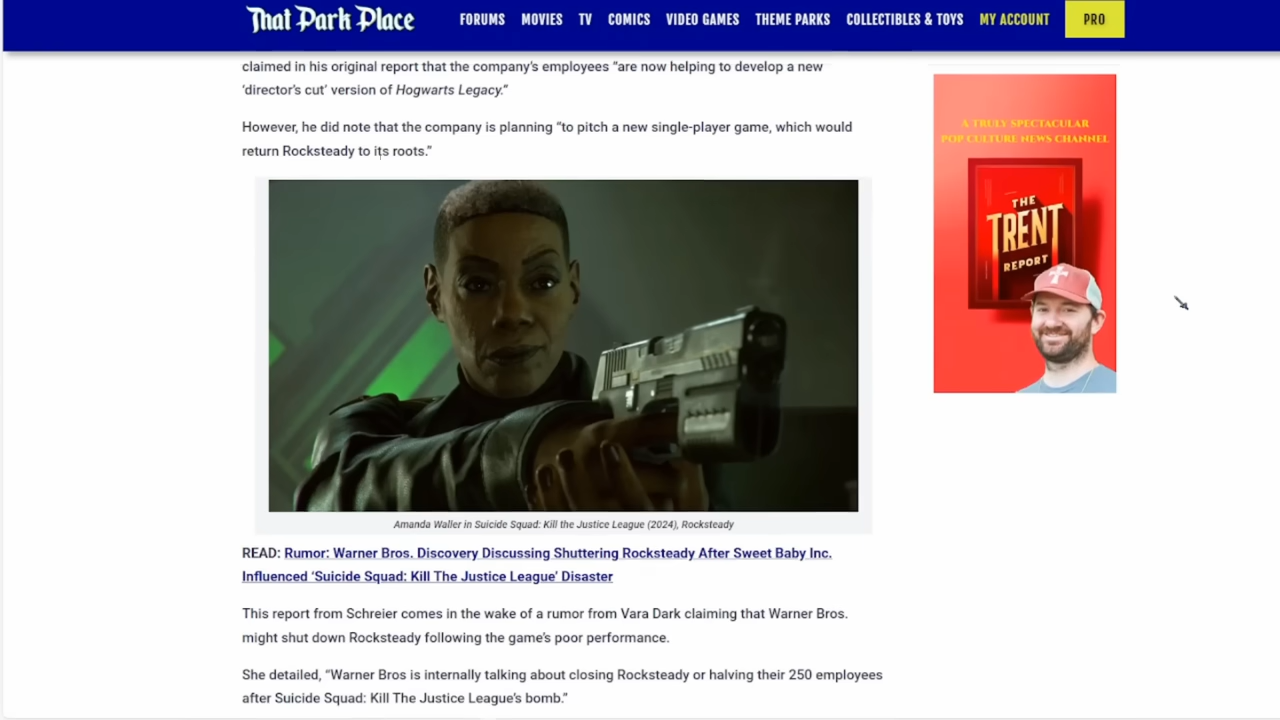 That Park Place
FORUMS MOVIES TV COMICS VIDEO GAMES THEME PARKS COLLECTIBLES & TOYS MY ACCOUNT PRO
claimed in his original report that the company's employees “are now helping to develop a new
‘director's cut’ version of Hogwarts Legacy.”
However, he did note that the company is planning “to pitch a new single-player game, which would
return Rocksteady to its roots.”
Amanda Waller in Suicide Squad: Kill the Justice League (2024), Rocksteady
READ: Rumor: Warner Bros. Discovery Discussing Shuttering Rocksteady After Sweet Baby Inc.
Influenced ‘Suicide Squad: Kill The Justice League’ Disaster
This report from Schreier comes in the wake of a rumor from Vara Dark claiming that Warner Bros.
might shut down Rocksteady following the game's poor performance.
She detailed, “Warner Bros is internally talking about closing Rocksteady or halving their 250 employees
after Suicide Squad: Kill The Justice League's bomb.”
A TRULY SPECTACULAR
POP CULTURE NEWS CHANNEL
THE
TRENT
REPORT